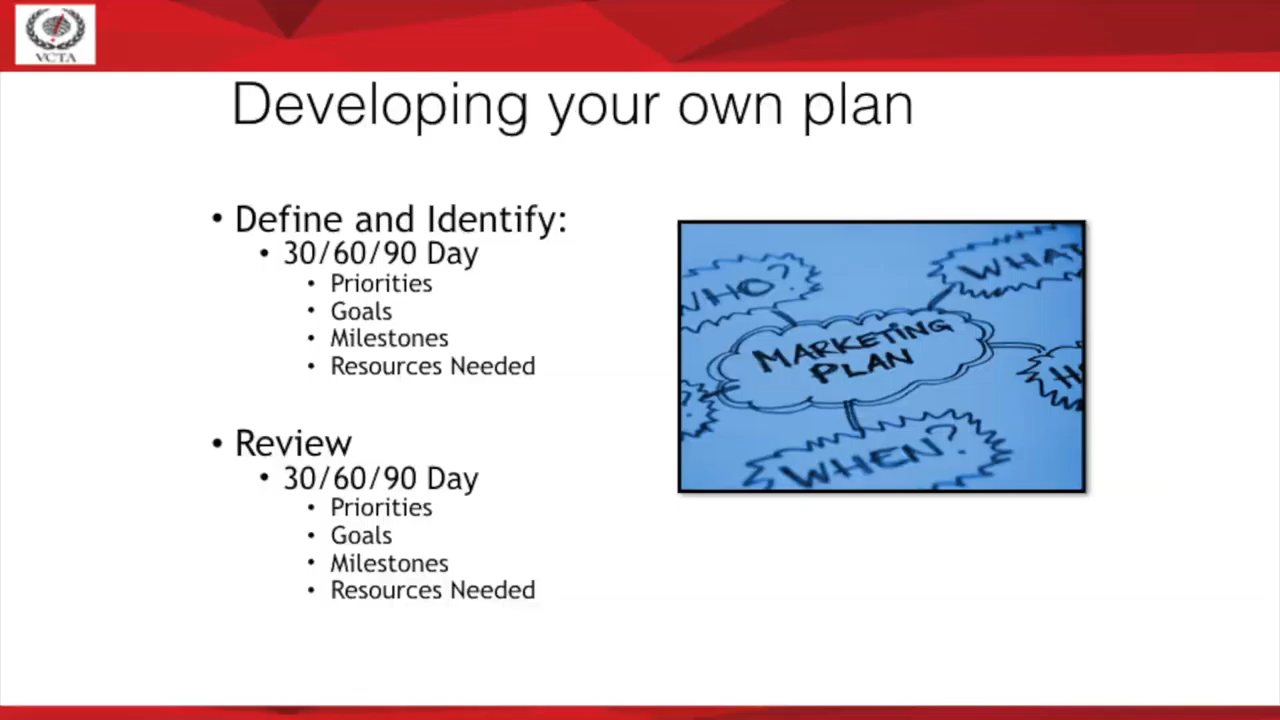 VCTA
Developing your own plan
• Define and Identify:
• 30/60/90 Day
• Priorities
• Goals
• Milestones
• Resources Needed
• Review
• 30/60/90 Day
• Priorities
• Goals
• Milestones
• Resources Needed
WHO?
WHAT
MARKETING
PLAN
WHEN?